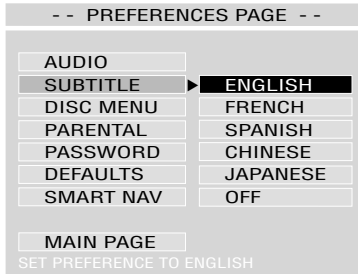 - - PREFERENCES PAGE - -
AUDIO
SUBTITLE ENGLISH
DISC MENU FRENCH
PARENTAL SPANISH
PASSWORD CHINESE
DEFAULTS JAPANESE
SMART NAV OFF
MAIN PAGE
SET PREFERENCE TO ENGLISH